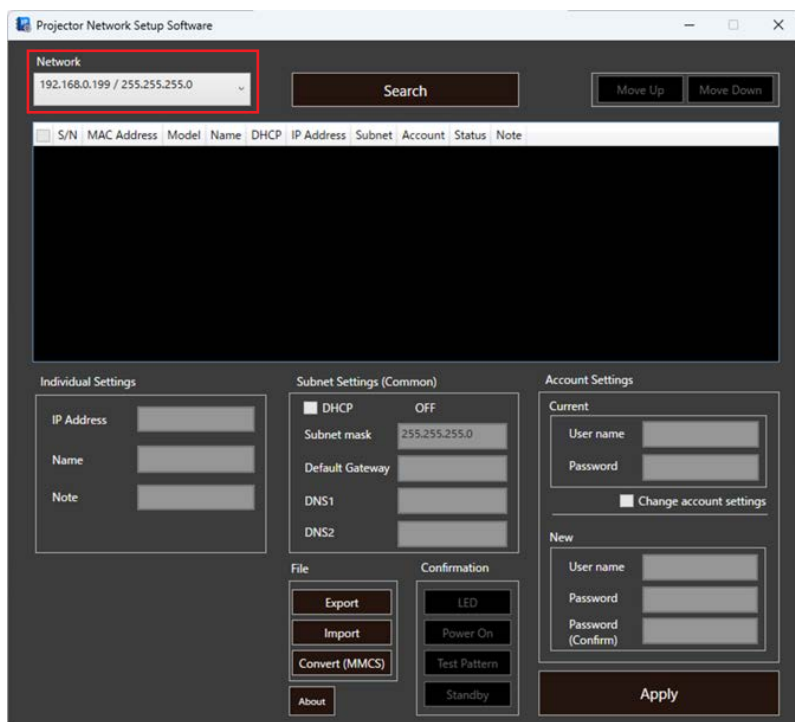 Projector Network Setup Software
Network
192.168.0.199 / 255.255.255.0
Search
Move Up
Move Down
S/N MAC Address Model Name DHCP IP Address Subnet Account Status Note
Individual Settings
IP Address
Name
Note
Subnet Settings (Common)
DHCP OFF
Subnet mask 255.255.255.0
Default Gateway
DNS1
DNS2
Account Settings
Current
User name
Password
Change account settings
New
User name
Password
Password
(Confirm)
File
Export
Import
Convert (MMCS)
About
Confirmation
LED
Power On
Test Pattern
Standby
Apply